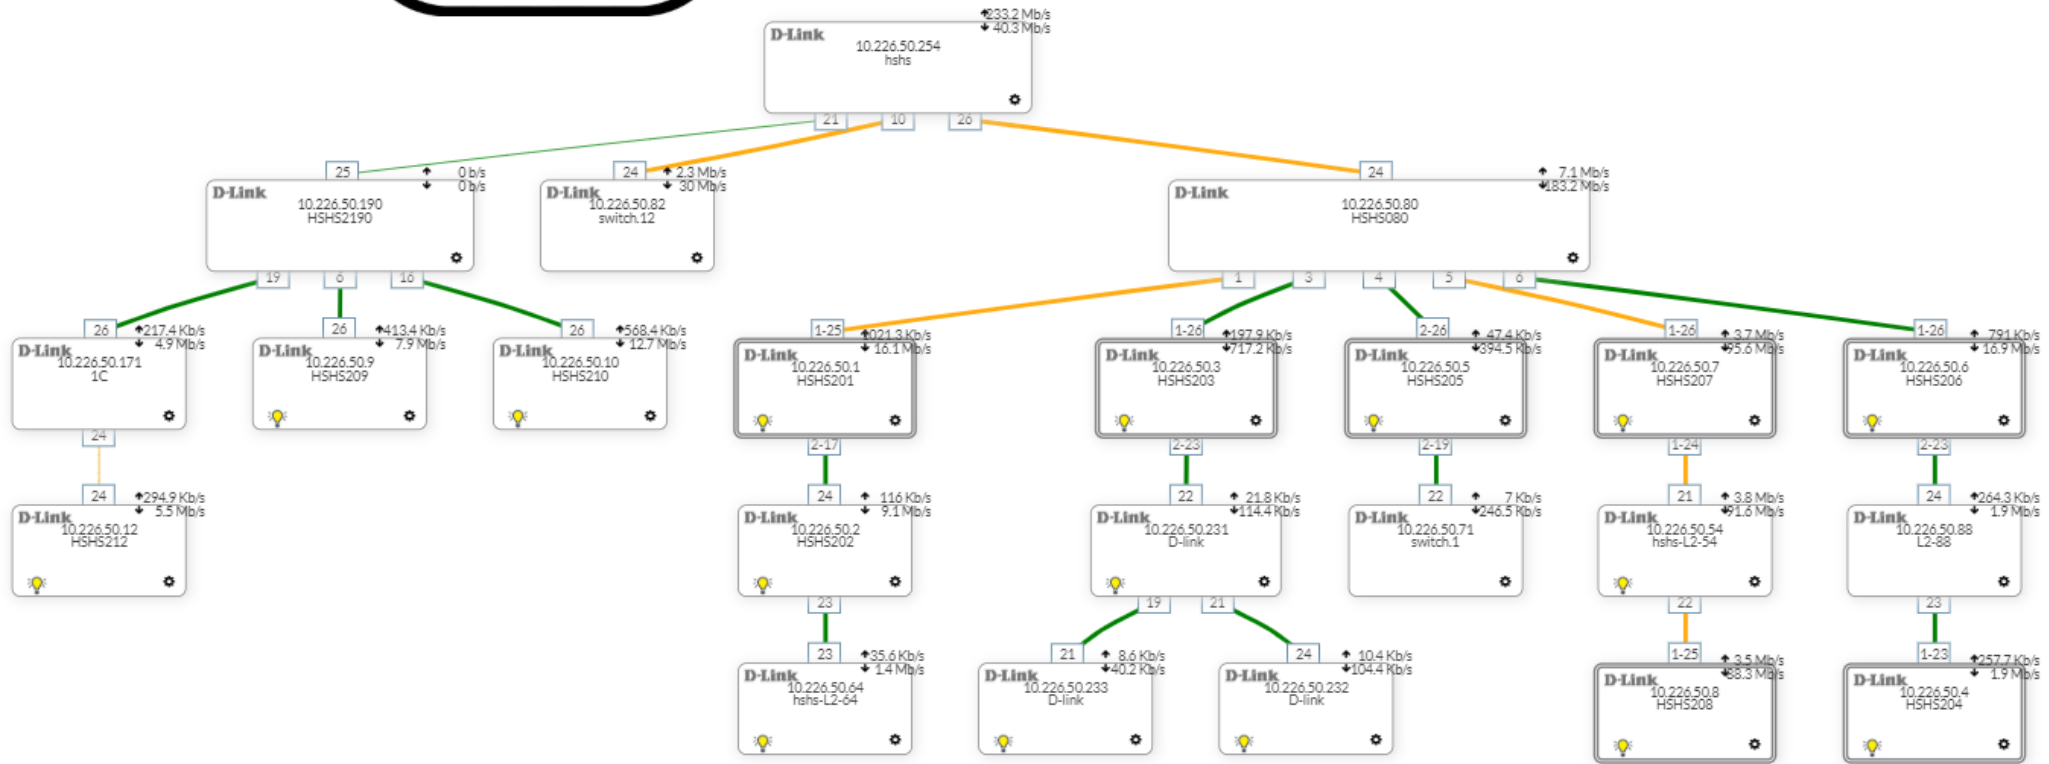 233.2 Mb/s
40.3 Mb/s
D-Link
10.226.50.254
hshs
21 10 26
25
0 b/s
0 b/s
D-Link
10.226.50.190
HSHS2190
24
2.3 Mb/s
30 Mb/s
D-Link
10.226.50.82
switch.12
24
7.1 Mb/s
183.2 Mb/s
D-Link
10.226.50.80
HSHS080
19 6 16
1 3 4 5 6
26
217.4 Kb/s
4.9 Mb/s
D-Link
10.226.50.171
1C
24
26
413.4 Kb/s
7.9 Mb/s
D-Link
10.226.50.9
HSHS209
26
568.4 Kb/s
12.7 Mb/s
D-Link
10.226.50.10
HSHS210
1-25
16.1 Mb/s
D-Link
10.226.50.1
HSHS201
2-17
1-26
197.9 Kb/s
717.2 Kb/s
D-Link
10.226.50.3
HSHS203
2-23
2-26
47.4 Kb/s
394.5 Kb/s
D-Link
10.226.50.5
HSHS205
2-19
1-26
3.7 Mb/s
95.6 Mb/s
D-Link
10.226.50.7
HSHS207
1-24
1-26
791 Kb/s
16.9 Mb/s
D-Link
10.226.50.6
HSHS206
2-23
24
294.9 Kb/s
5.5 Mb/s
D-Link
10.226.50.12
HSHS212
24
116 Kb/s
9.1 Mb/s
D-Link
10.226.50.2
HSHS202
23
22
21.8 Kb/s
114.4 Kb/s
D-Link
10.226.50.231
D-link
19 21
22
7 Kb/s
246.5 Kb/s
D-Link
10.226.50.71
switch.1
21
3.8 Mb/s
91.6 Mb/s
D-Link
10.226.50.54
hshs-L2-54
22
24
264.3 Kb/s
1.9 Mb/s
D-Link
10.226.50.88
L2-88
23
23
35.6 Kb/s
1.4 Mb/s
D-Link
10.226.50.64
hshs-L2-64
21
8.6 Kb/s
40.2 Kb/s
D-Link
10.226.50.233
D-link
24
10.4 Kb/s
104.4 Kb/s
D-Link
10.226.50.232
D-link
1-25
3.5 Mb/s
88.3 Mb/s
D-Link
10.226.50.8
HSHS208
1-23
257.7 Kb/s
1.9 Mb/s
D-Link
10.226.50.4
HSHS204